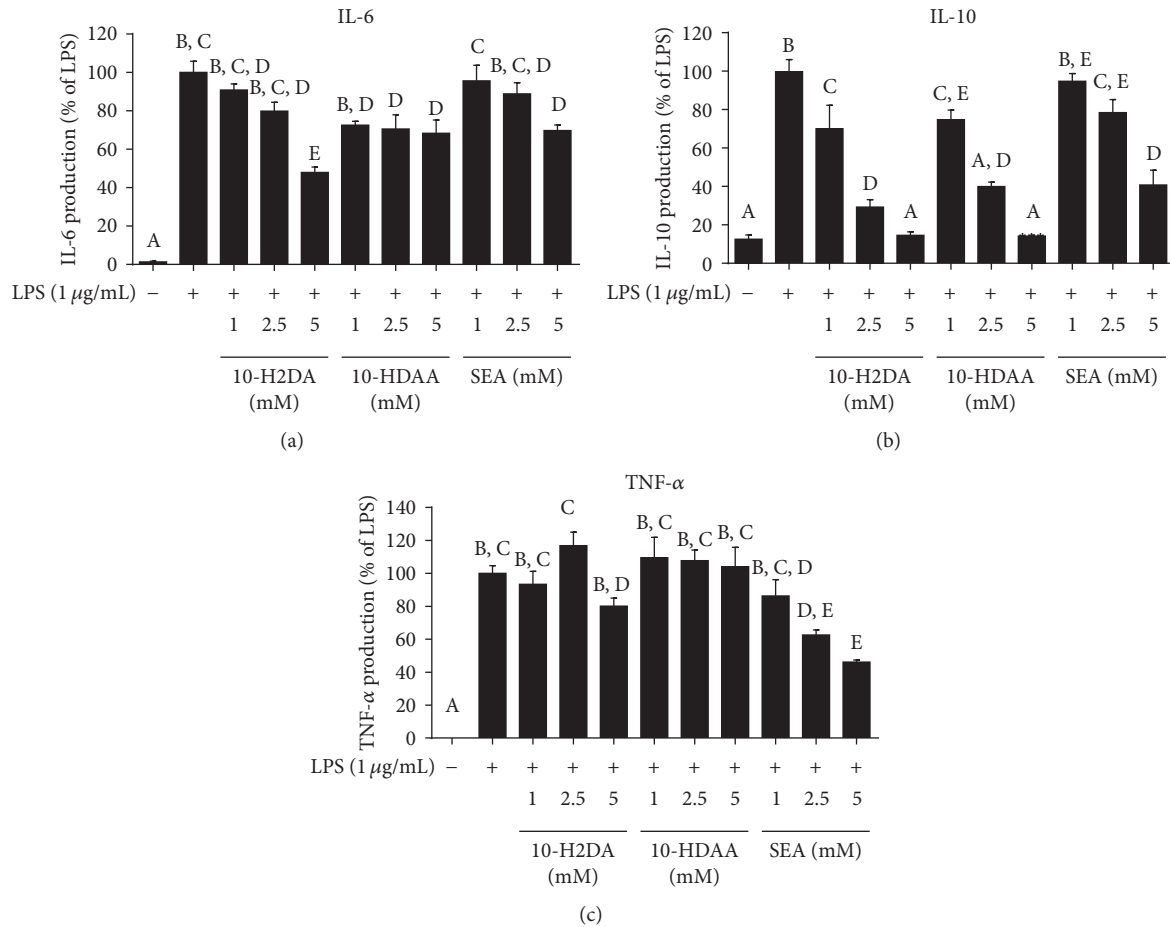 IL-6
IL-6 production (% of LPS)
120
100
80
60
40
20
0
A
B, C
B, C, D
B, C, D
E
B, D
D
D
C
B, C, D
D
LPS (1 μg/mL) − + + + + + + + + + +
1 2.5 5 1 2.5 5 1 2.5 5
10-H2DA (mM)
10-HDAA (mM)
SEA (mM)
(a)
IL-10
IL-10 production (% of LPS)
120
100
80
60
40
20
0
A
B
C
D
A
C, E
A, D
A
B, E
C, E
D
LPS (1 μg/mL) − + + + + + + + + + +
1 2.5 5 1 2.5 5 1 2.5 5
10-H2DA
(mM)
10-HDAA
(mM)
SEA (mM)
(b)
TNF-α
TNF-α production (% of LPS)
140
120
100
80
60
40
20
0
A
B, C
B, C
C
B, D
B, C
B, C
B, C
B, C, D
D, E
E
LPS (1 μg/mL) − + + + + + + + + + +
1 2.5 5 1 2.5 5 1 2.5 5
10-H2DA
(mM)
10-HDAA
(mM)
SEA (mM)
(c)